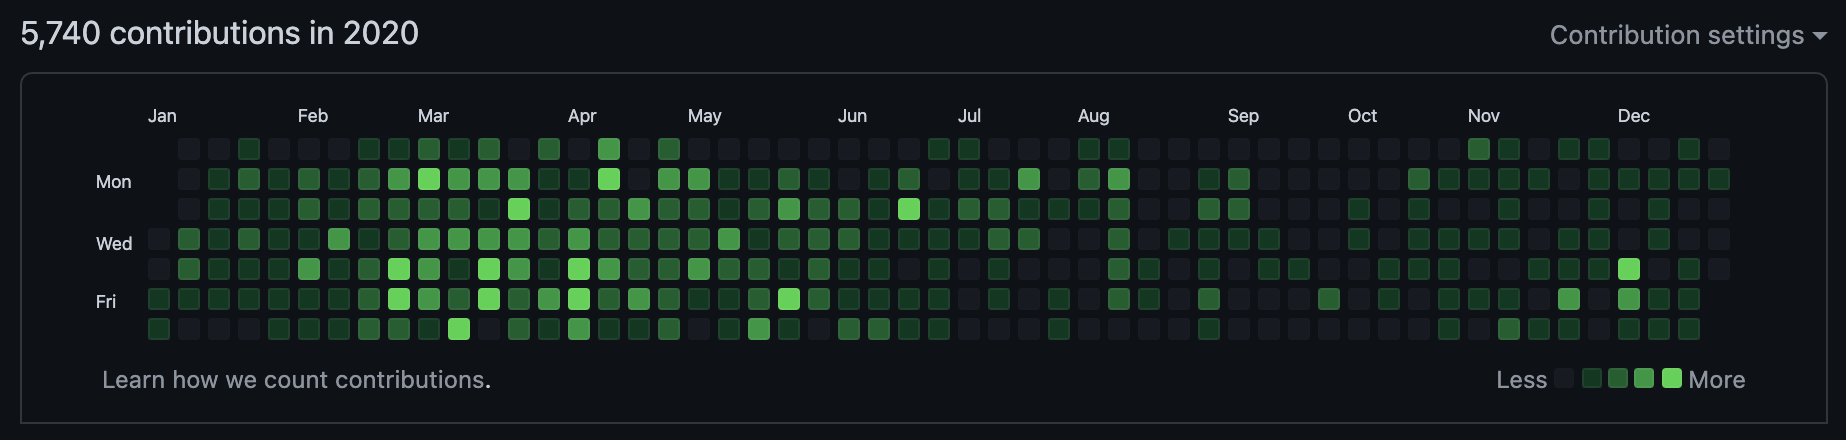 5,740 contributions in 2020
Contribution settings
Jan Feb Mar Apr May Jun Jul Aug Sep Oct Nov Dec
Mon
Wed
Fri
Learn how we count contributions.
Less More